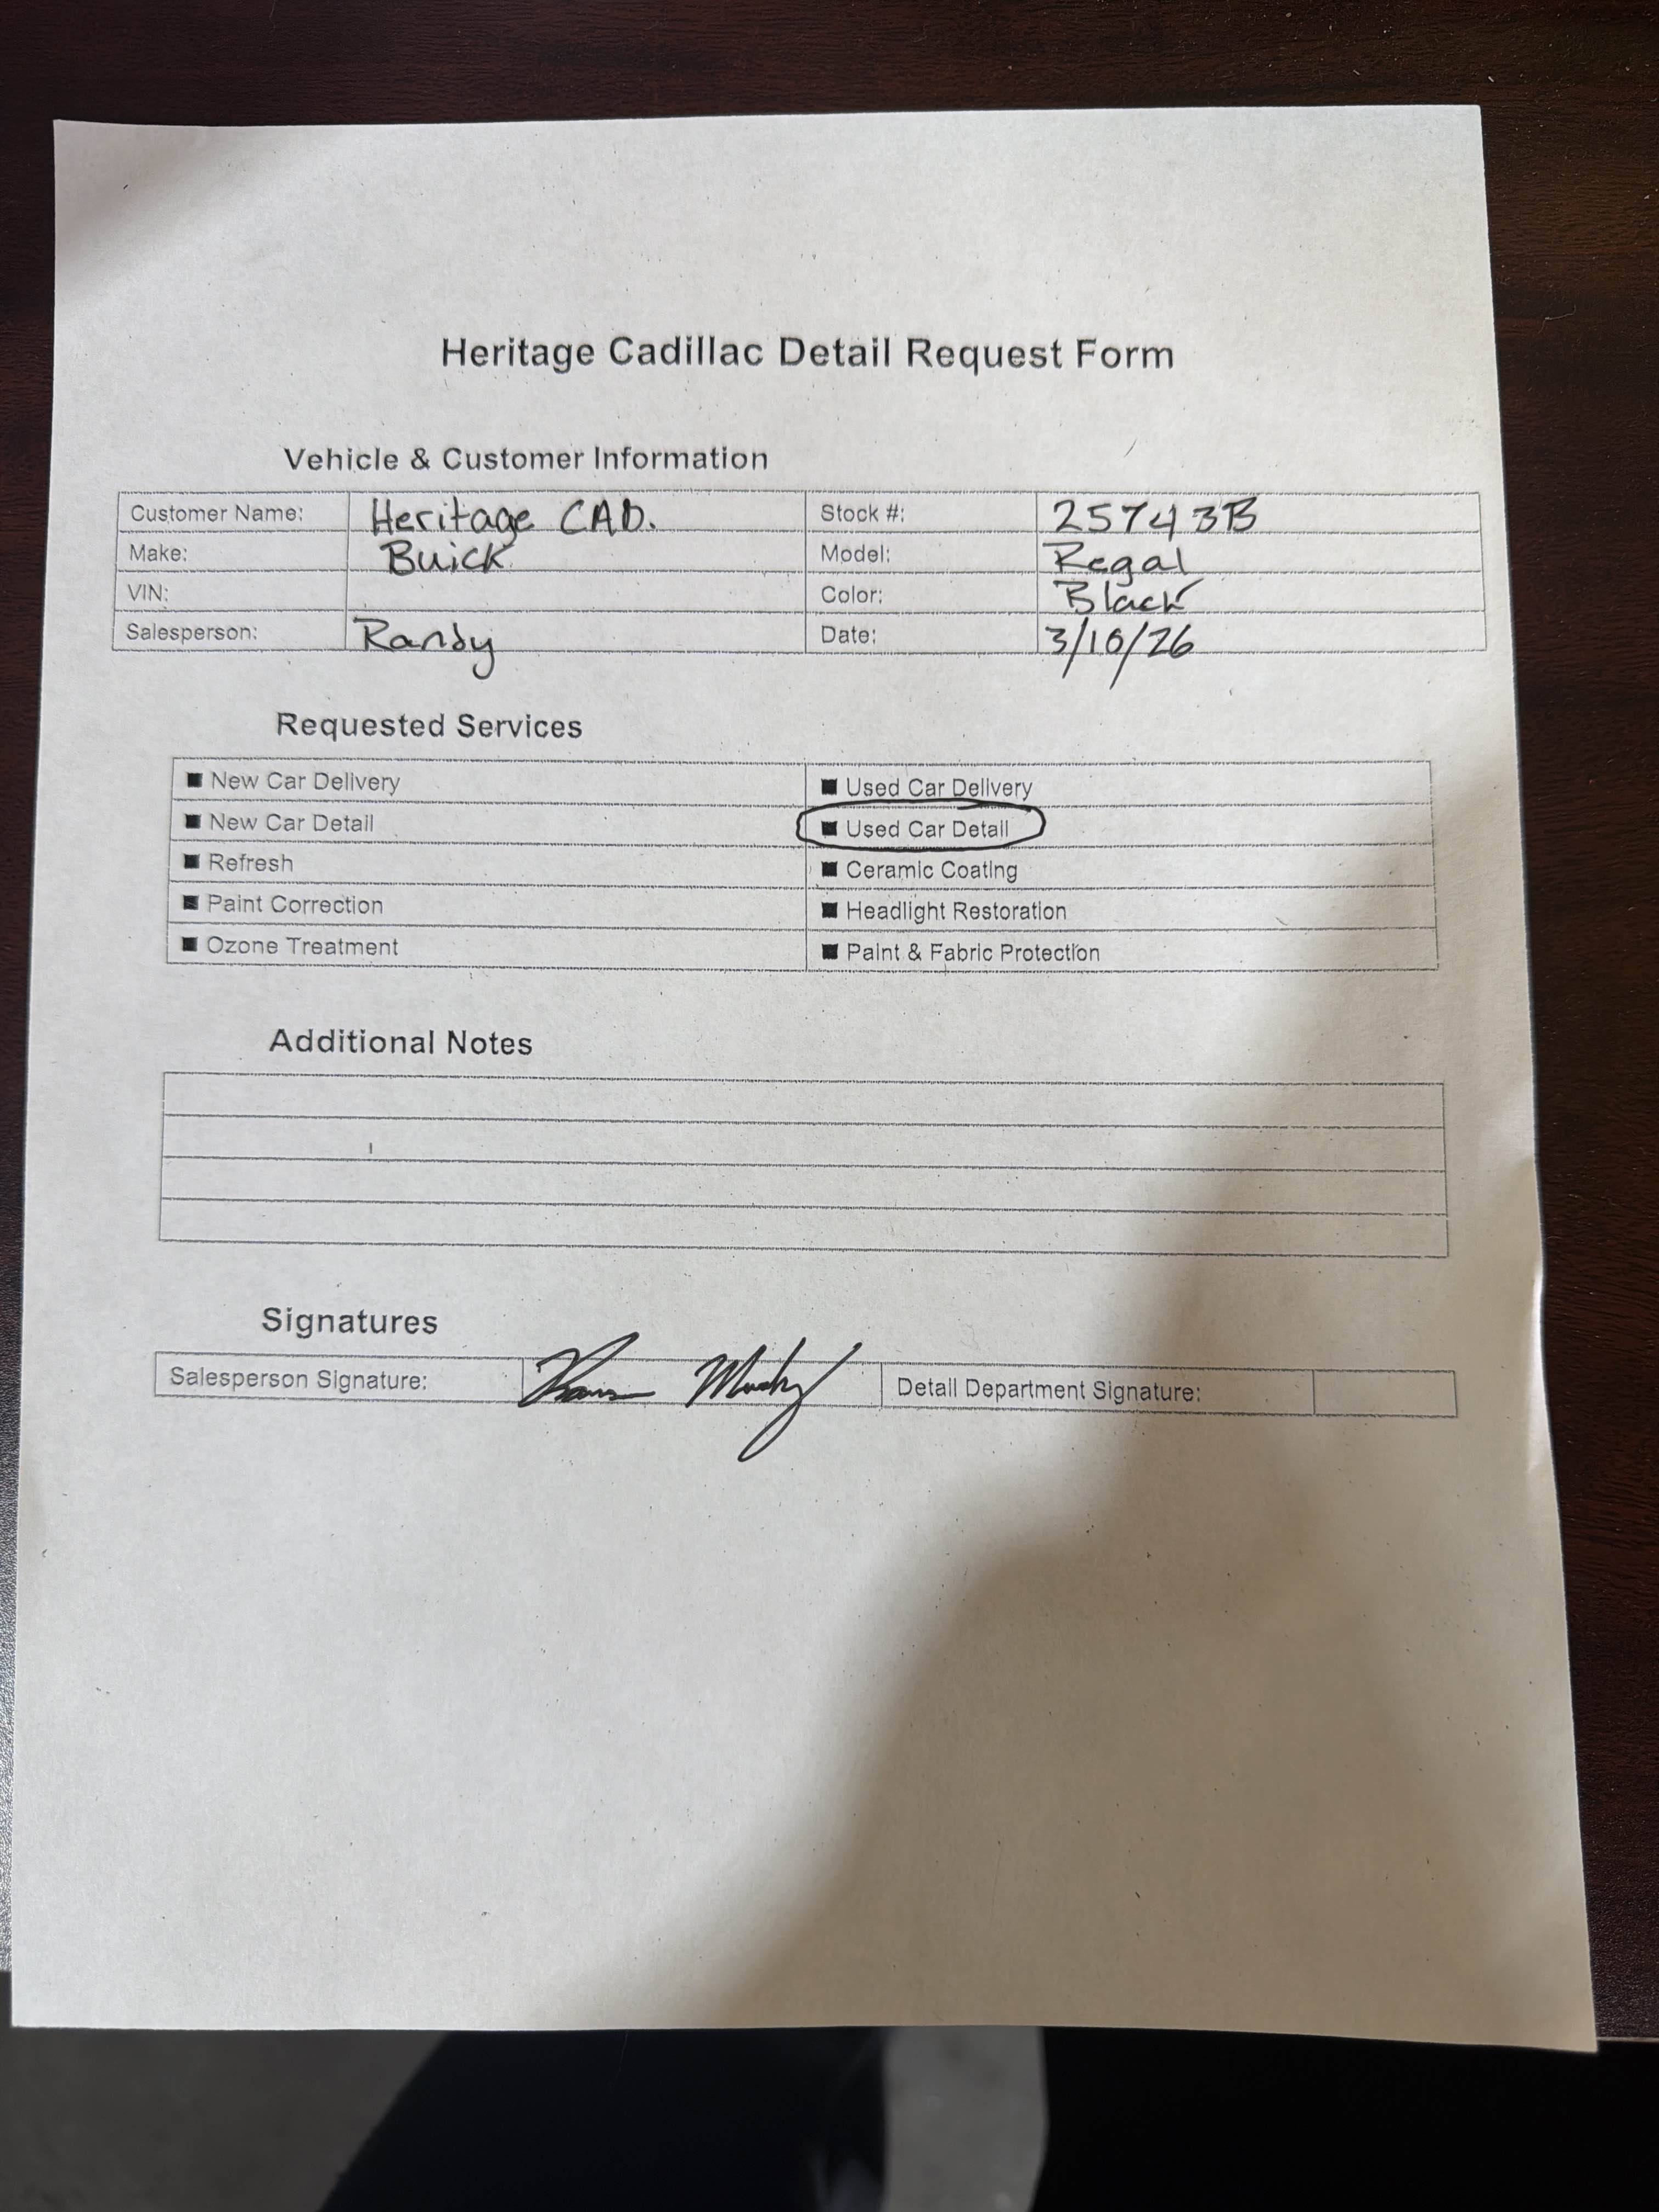 Heritage Cadillac Detail Request Form
Vehicle & Customer Information
Customer Name: Heritage CAD. Stock #: 25743B
Make: Buick Model: Regal
VIN: Color: Black
Salesperson: Randy Date: 3/10/26
Requested Services
■ New Car Delivery ■ Used Car Delivery
■ New Car Detail ■ Used Car Detail
■ Refresh ■ Ceramic Coating
■ Paint Correction ■ Headlight Restoration
■ Ozone Treatment ■ Paint & Fabric Protection
Additional Notes
Signatures
Salesperson Signature: Detail Department Signature: